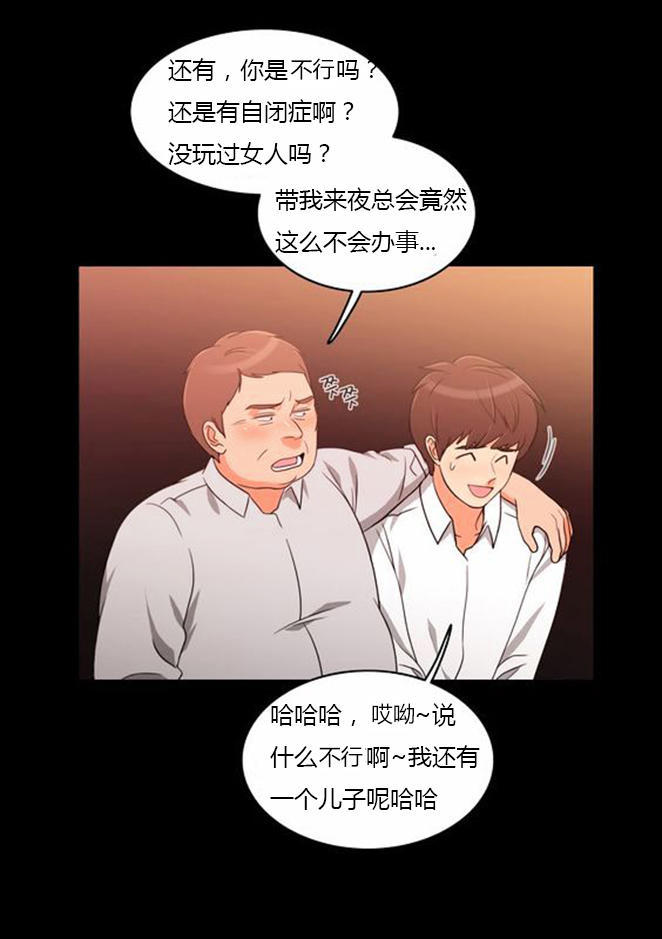 还有，你是不行吗？
还是有自闭症啊？
没玩过女人吗？
带我来夜总会竟然
这么不会办事...
哈哈哈， 哎呦~说
什么不行啊~我还有
一个儿子呢哈哈